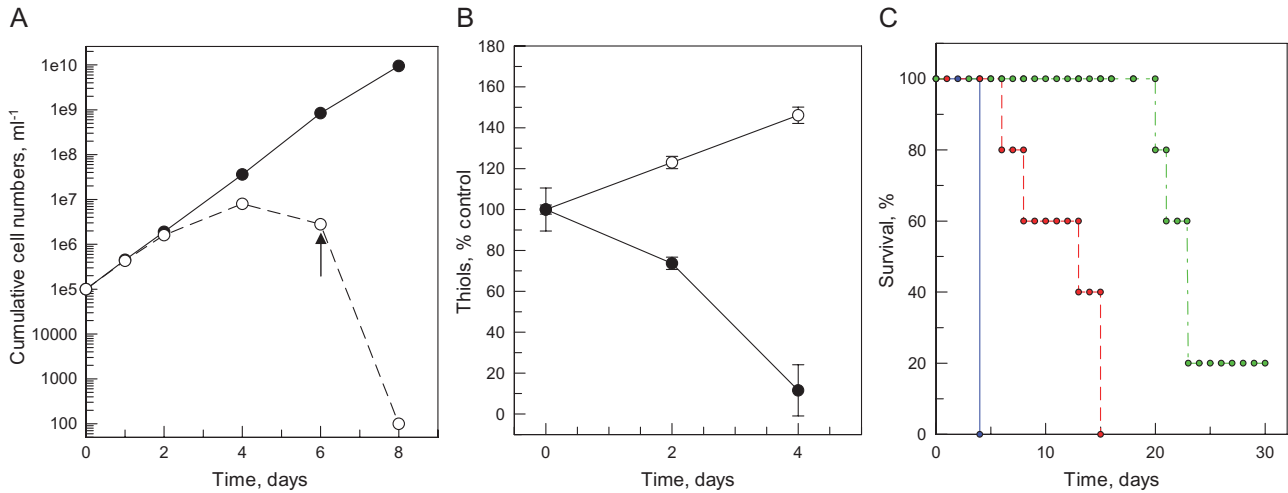 A
Cumulative cell numbers, ml-1
1e10
1e9
1e8
1e7
1e6
1e5
10000
1000
100
0 2 4 6 8
Time, days
B
Thiols, % control
180
160
140
120
100
80
60
40
20
0
0 2 4
Time, days
C
Survival, %
100
80
60
40
20
0
0 10 20 30
Time, days